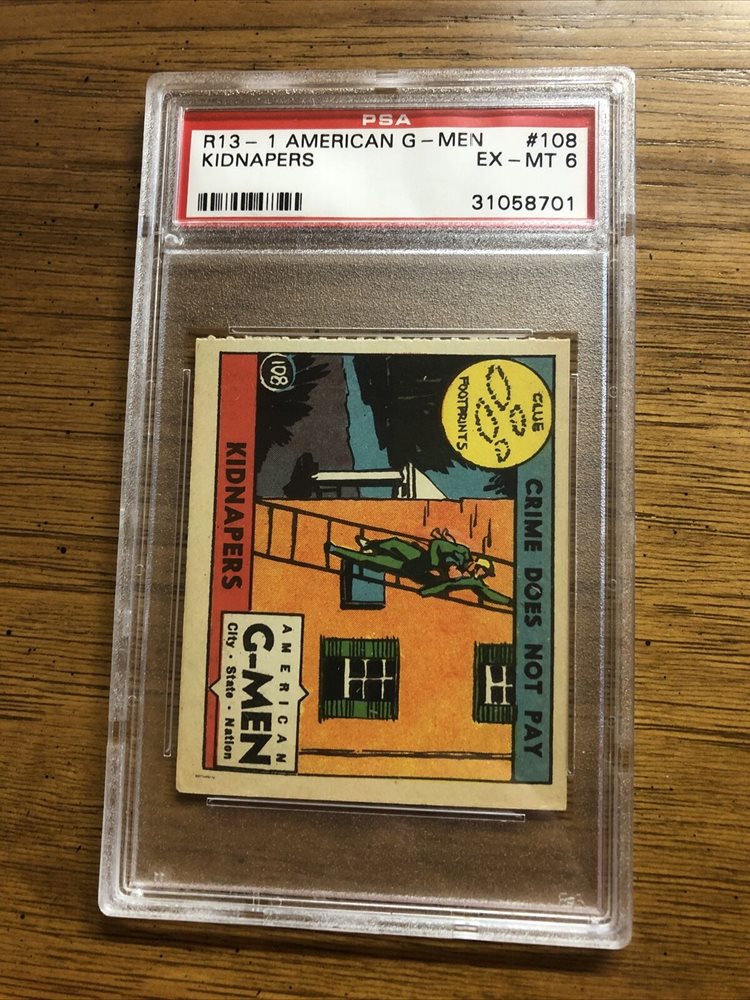 PSA
R13-1 AMERICAN G-MEN #108
KIDNAPERS EX-MT 6
31058701
CRIME DOES NOT PAY
CLUE
FOOTPRINTS
108
KIDNAPERS
AMERICAN
G-MEN
City · State · Nation